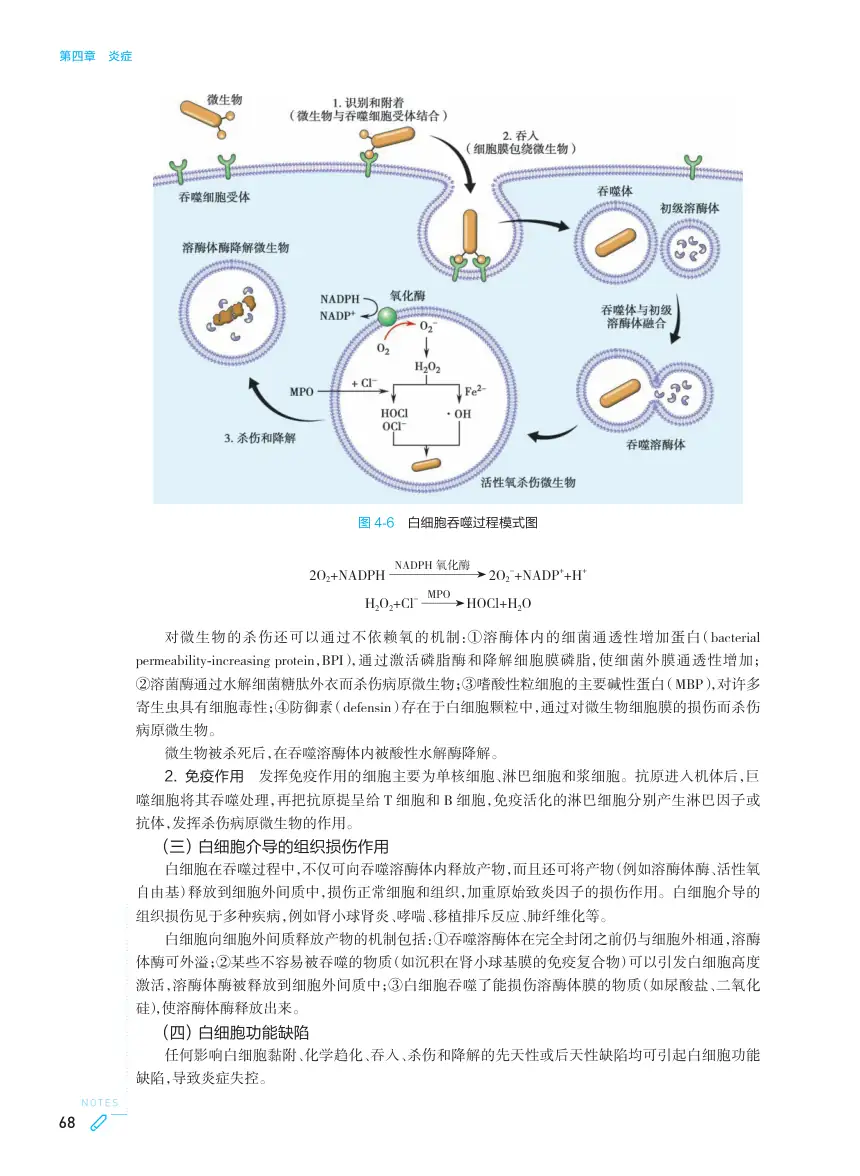 第四章 炎症
微生物
1. 识别和附着
（微生物与吞噬细胞受体结合）
2. 吞入
（细胞膜包绕微生物）
吞噬细胞受体
吞噬体
初级溶酶体
溶酶体酶降解微生物
NADPH
氧化酶
NADP⁺
O₂⁻
O₂
吞噬体与初级
溶酶体融合
H₂O₂
MPO
+ Cl⁻
Fe²⁻
HOCl
OCl⁻
· OH
3. 杀伤和降解
吞噬溶酶体
活性氧杀伤微生物
图 4-6 白细胞吞噬过程模式图
2O₂+NADPH NADPH 氧化酶 → 2O₂⁻+NADP⁺+H⁺
H₂O₂+Cl⁻ MPO → HOCl+H₂O
对微生物的杀伤还可以通过不依赖氧的机制：①溶酶体内的细菌通透性增加蛋白（bacterial
permeability-increasing protein，BPI），通过激活磷脂酶和降解细胞膜磷脂，使细菌外膜通透性增加；
②溶菌酶通过水解细菌糖肽外衣而杀伤病原微生物；③嗜酸性粒细胞的主要碱性蛋白（MBP），对许多
寄生虫具有细胞毒性；④防御素（defensin）存在于白细胞颗粒中，通过对微生物细胞膜的损伤而杀伤
病原微生物。
微生物被杀死后，在吞噬溶酶体内被酸性水解酶降解。
2. 免疫作用 发挥免疫作用的细胞主要为单核细胞、淋巴细胞和浆细胞。抗原进入机体后，巨
噬细胞将其吞噬处理，再把抗原提呈给 T 细胞和 B 细胞，免疫活化的淋巴细胞分别产生淋巴因子或
抗体，发挥杀伤病原微生物的作用。
（三）白细胞介导的组织损伤作用
白细胞在吞噬过程中，不仅可向吞噬溶酶体内释放产物，而且还可将产物（例如溶酶体酶、活性氧
自由基）释放到细胞外间质中，损伤正常细胞和组织，加重原始致炎因子的损伤作用。白细胞介导的
组织损伤见于多种疾病，例如肾小球肾炎、哮喘、移植排斥反应、肺纤维化等。
白细胞向细胞外间质释放产物的机制包括：①吞噬溶酶体在完全封闭之前仍与细胞外相通，溶酶
体酶可外溢；②某些不容易被吞噬的物质（如沉积在肾小球基膜的免疫复合物）可以引发白细胞高度
激活，溶酶体酶被释放到细胞外间质中；③白细胞吞噬了能损伤溶酶体膜的物质（如尿酸盐、二氧化
硅），使溶酶体酶释放出来。
（四）白细胞功能缺陷
任何影响白细胞黏附、化学趋化、吞入、杀伤和降解的先天性或后天性缺陷均可引起白细胞功能
缺陷，导致炎症失控。
NOTES
68